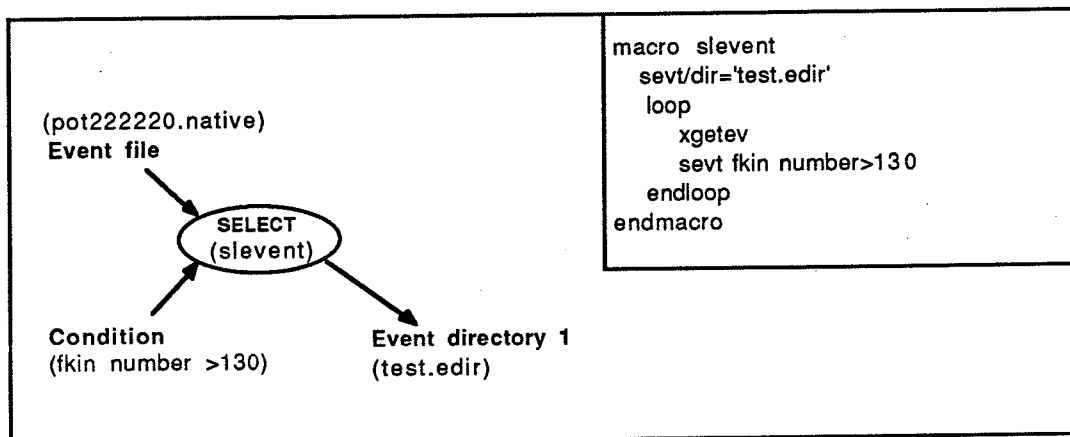 (pot222220.native)
Event file
SELECT
(slevent)
Condition
(fkin number >130)
Event directory 1
(test.edir)
macro slevent
sevt/dir='test.edir'
loop
xgetev
sevt fkin number>130
endloop
endmacro